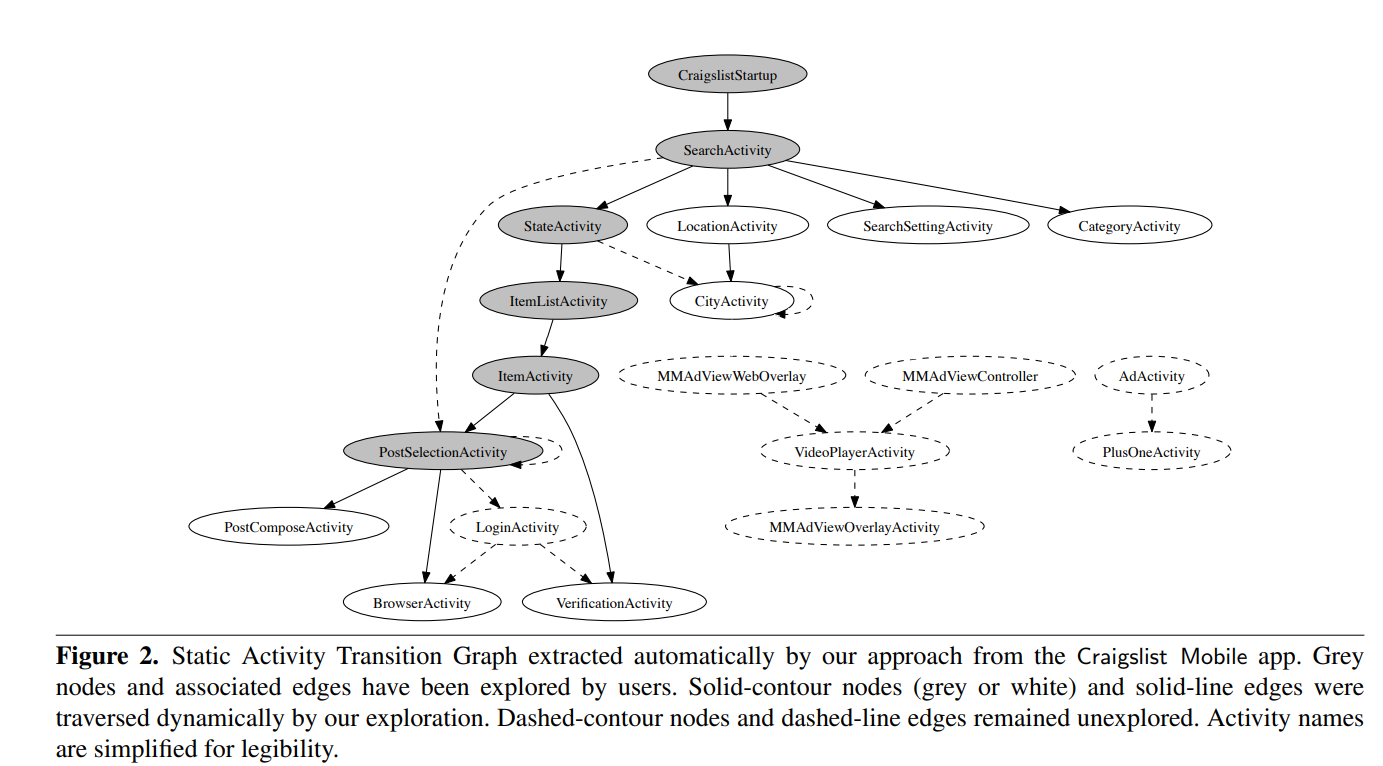 CraigslistStartup
SearchActivity
StateActivity
LocationActivity
SearchSettingActivity
CategoryActivity
ItemListActivity
CityActivity
ItemActivity
MMAdViewWebOverlay
MMAdViewController
AdActivity
PostSelectionActivity
VideoPlayerActivity
PlusOneActivity
PostComposeActivity
LoginActivity
MMAdViewOverlayActivity
BrowserActivity
VerificationActivity
Figure 2. Static Activity Transition Graph extracted automatically by our approach from the Craigslist Mobile app. Grey
nodes and associated edges have been explored by users. Solid-contour nodes (grey or white) and solid-line edges were
traversed dynamically by our exploration. Dashed-contour nodes and dashed-line edges remained unexplored. Activity names
are simplified for legibility.